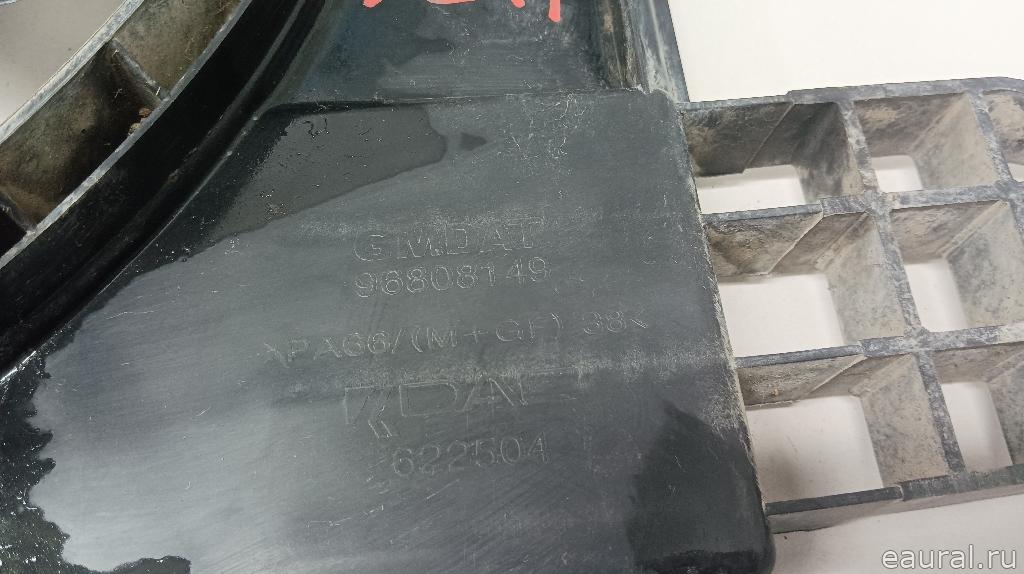 GMDAT
96808149
>PA66/(M+GF) 38<
622504
eaural.ru